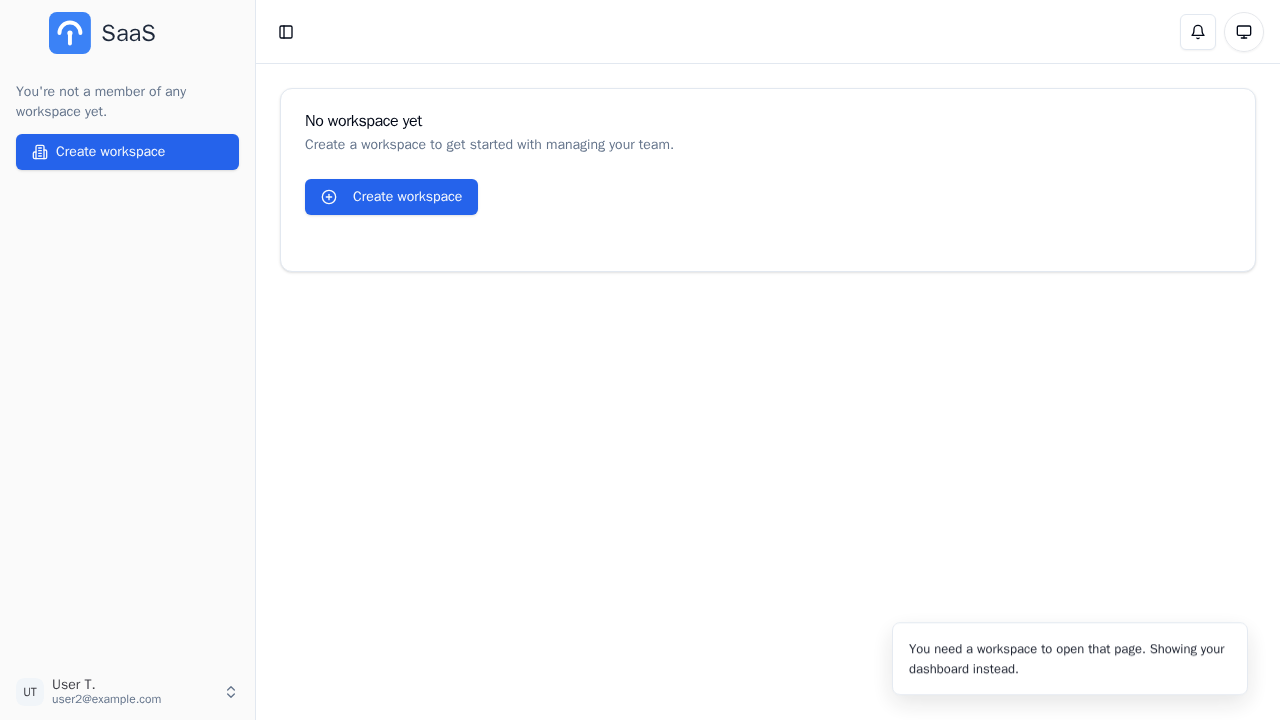 SaaS
You're not a member of any
workspace yet.
Create workspace
No workspace yet
Create a workspace to get started with managing your team.
Create workspace
UT
User T.
user2@example.com
You need a workspace to open that page. Showing your
dashboard instead.